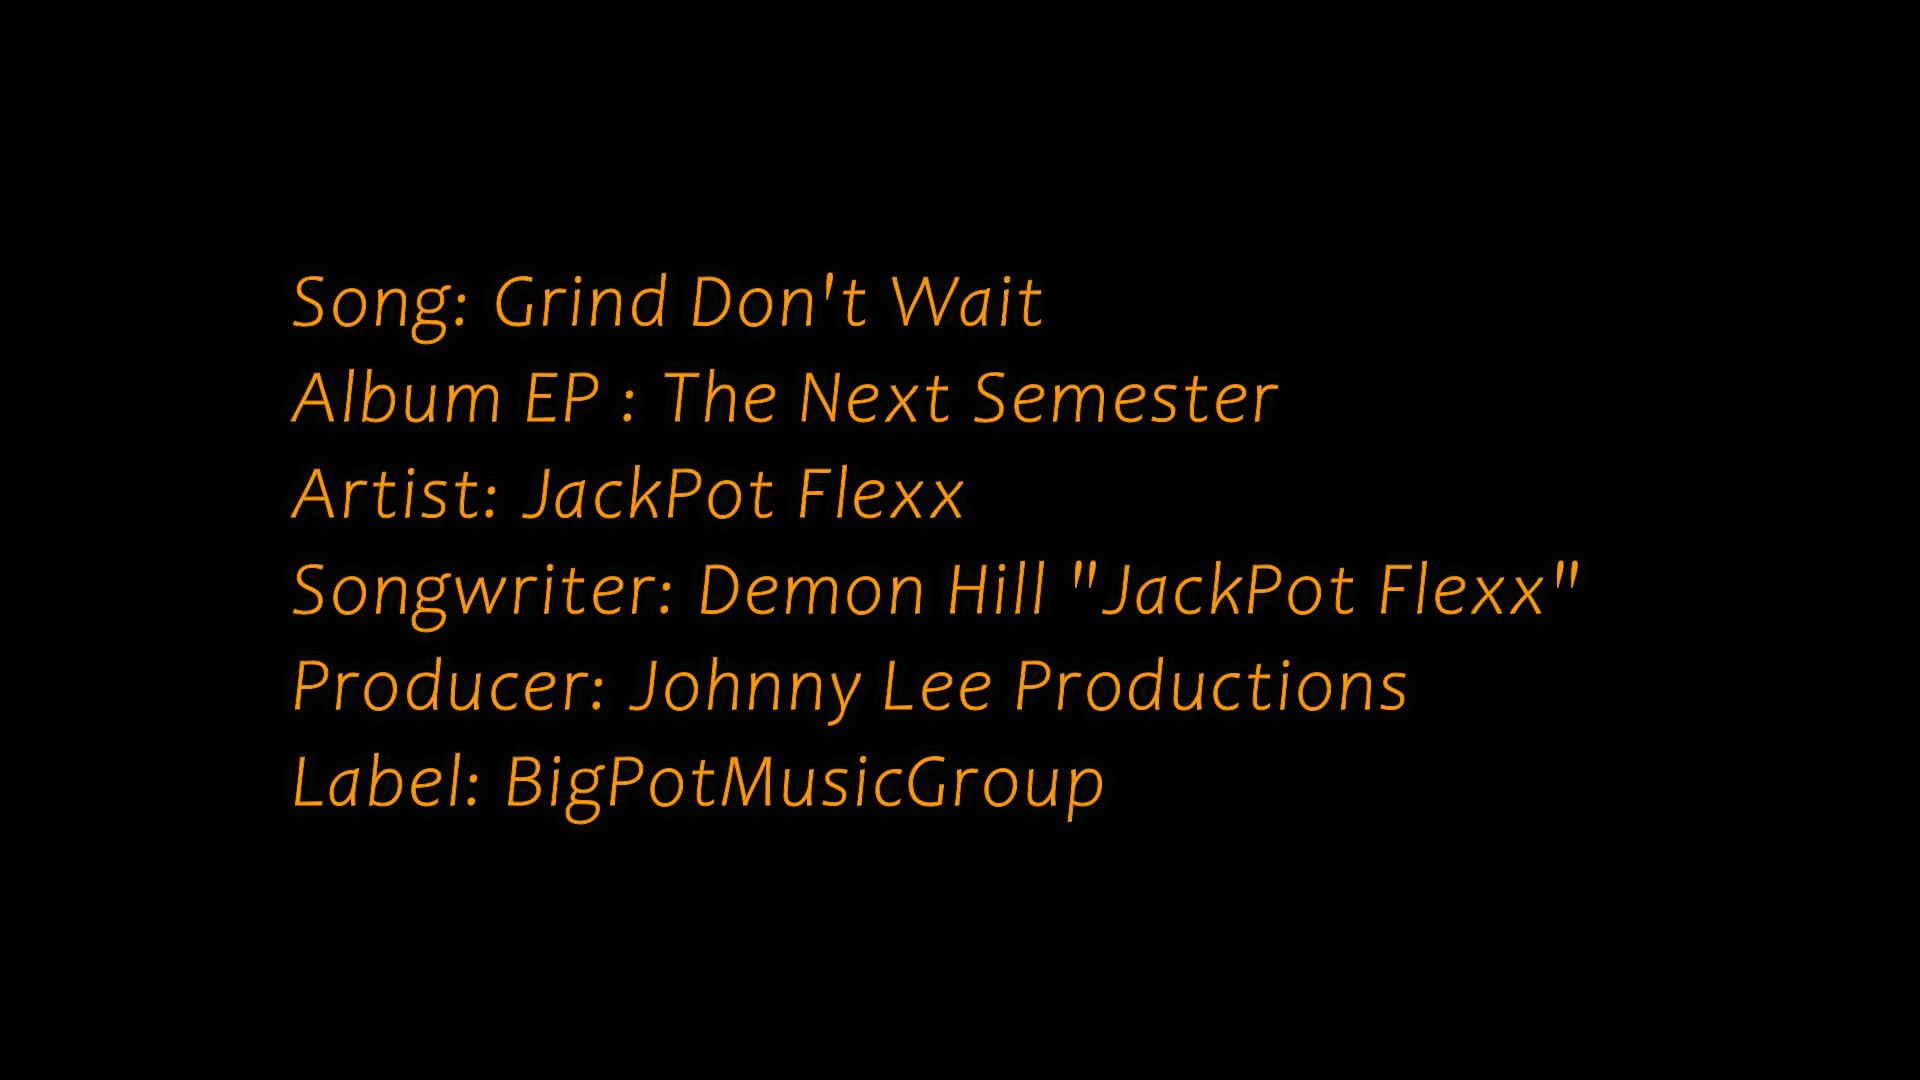 Song: Grind Don't Wait
Album EP : The Next Semester
Artist: JackPot Flexx
Songwriter: Demon Hill "JackPot Flexx"
Producer: Johnny Lee Productions
Label: BigPotMusicGroup